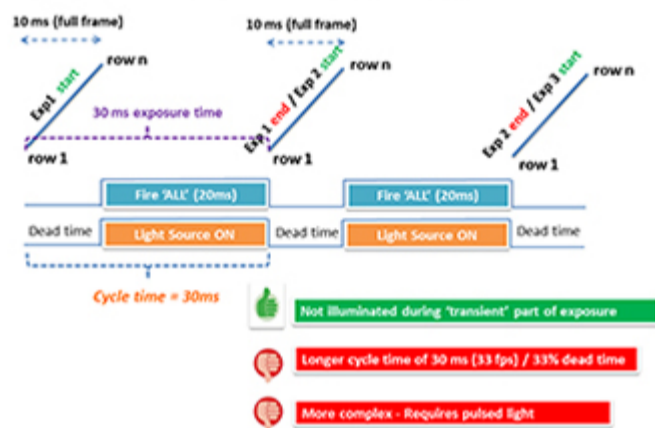 10 ms (full frame)
10 ms (full frame)
row n
row n
row n
Exp1 start
Exp 1 end / Exp 2 start
Exp 2 end / Exp 3 start
30 ms exposure time
row 1
row 1
row 1
Fire 'ALL' (20ms)
Fire 'ALL' (20ms)
Dead time
Light Source ON
Dead time
Light Source ON
Dead time
Cycle time = 30ms
Not illuminated during 'transient' part of exposure
Longer cycle time of 30 ms (33 fps) / 33% dead time
More complex - Requires pulsed light